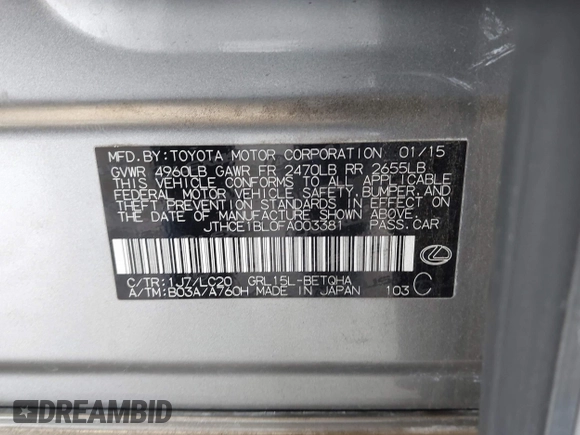 MFD. BY: TOYOTA MOTOR CORPORATION 01/15
GVWR 4960LB GAWR FR 2470LB RR 2655LB
THIS VEHICLE CONFORMS TO ALL APPLICABLE
FEDERAL MOTOR VEHICLE SAFETY, BUMPER, AND
THEFT PREVENTION STANDARDS IN EFFECT ON
THE DATE OF MANUFACTURE SHOWN ABOVE.
JTHCE1BL0FA003381 PASS.CAR
C/TR: 1J7/LC20 GRL15L-BETQHA US
A/TM: B03A/A760H MADE IN JAPAN 103 C
DREAMBID